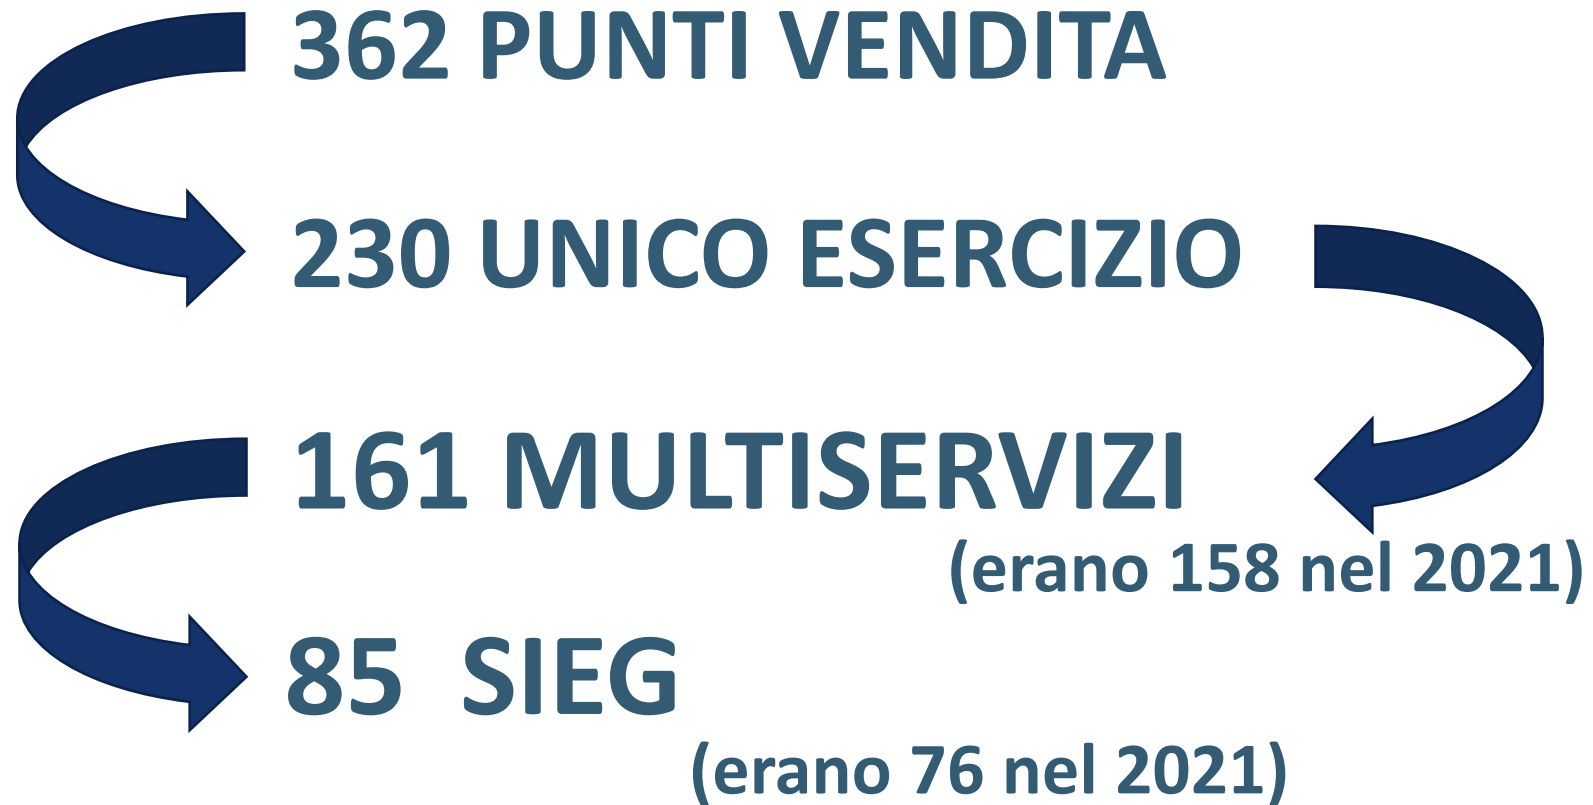 362 PUNTI VENDITA
230 UNICO ESERCIZIO
161 MULTISERVIZI
(erano 158 nel 2021)
85 SIEG
(erano 76 nel 2021)